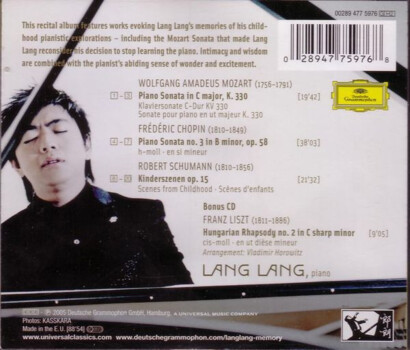 00289 477 5976
This recital album features works evoking Lang Lang's memories of his child-
hood pianistic explorations – including the Mozart Sonata that made Lang
Lang reconsider his decision to stop learning the piano. Intimacy and wisdom
are combined with the pianist's abiding sense of wonder and excitement.
0 28947 75976 8
WOLFGANG AMADEUS MOZART (1756–1791)
Piano Sonata in C major, K. 330 [19'42]
Klaviersonate C-Dur KV 330
Sonate pour piano en ut majeur K. 330
Deutsche Grammophon
FRÉDÉRIC CHOPIN (1810–1849)
Piano Sonata no. 3 in B minor, op. 58 [38'03]
h-moll · en si mineur
ROBERT SCHUMANN (1810–1856)
Kinderszenen op. 15 [21'32]
Scenes from Childhood · Scènes d'enfants
Bonus CD
FRANZ LISZT (1811–1886)
Hungarian Rhapsody no. 2 in C sharp minor [9'05]
cis-moll · en ut dièse mineur
Arrangement: Vladimir Horowitz
LANG LANG, piano
℗ © 2005 Deutsche Grammophon GmbH, Hamburg, A UNIVERSAL MUSIC COMPANY
Photos: KASSKARA
Made in the E.U. [88'54]
www.universalclassics.com www.deutschegrammophon.com/langlang-memory
郎朗